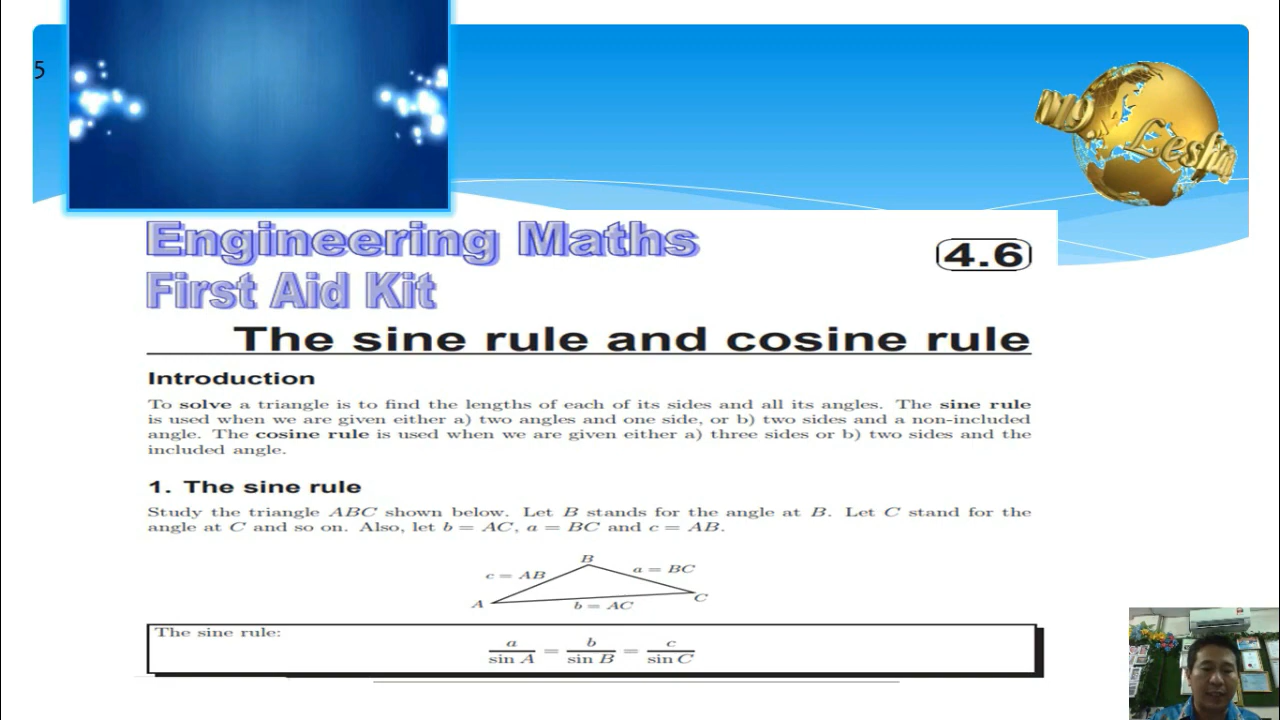 5
Engineering Maths
First Aid Kit
4.6
The sine rule and cosine rule
Introduction
To solve a triangle is to find the lengths of each of its sides and all its angles. The sine rule
is used when we are given either a) two angles and one side, or b) two sides and a non-included
angle. The cosine rule is used when we are given either a) three sides or b) two sides and the
included angle.
1. The sine rule
Study the triangle ABC shown below. Let B stands for the angle at B. Let C stand for the
angle at C and so on. Also, let b = AC, a = BC and c = AB.
B
c = AB
a = BC
A
b = AC
C
The sine rule:
a/sin A = b/sin B = c/sin C